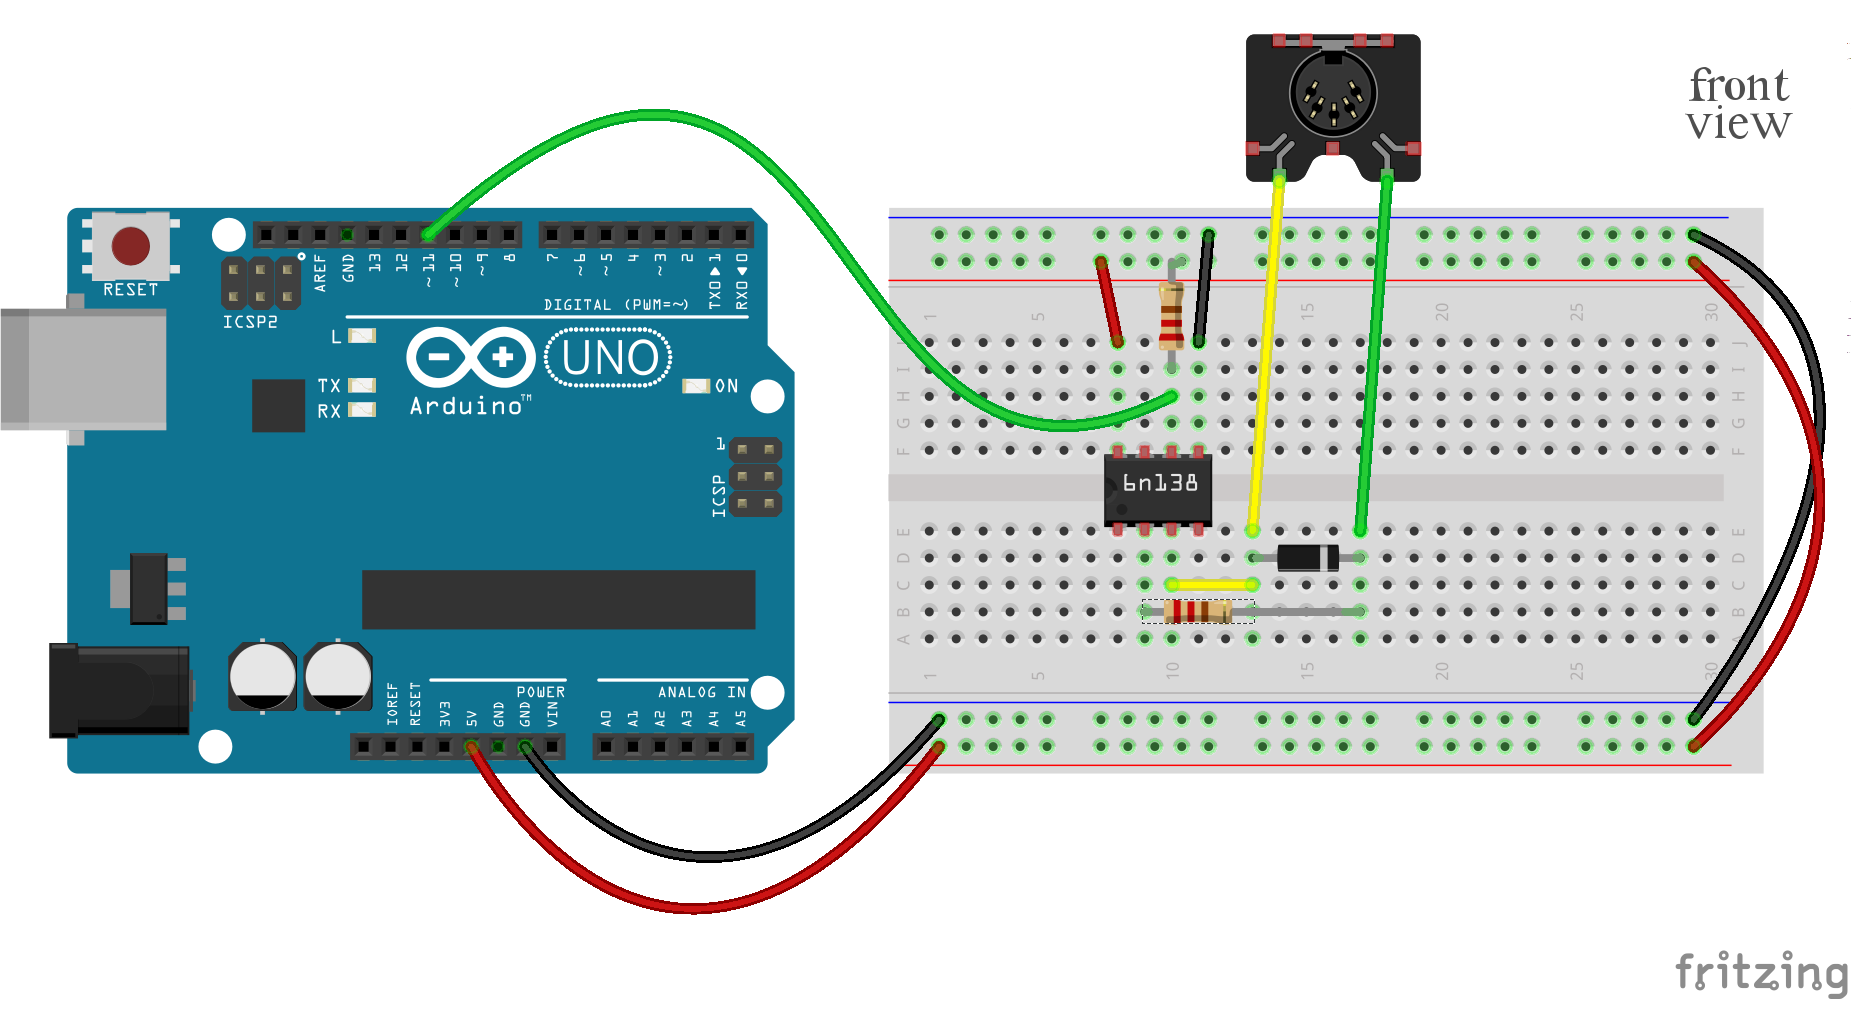 front
view
RESET
ICSP2
AREF
GND
13
12
~11
~10
~9
8
7
~6
~5
4
~3
2
TX0▶1
RX0◀0
DIGITAL (PWM=~)
L
TX
RX
UNO
Arduino™
ON
1
ICSP
IOREF
RESET
3V3
5V
GND
GND
VIN
POWER
ANALOG IN
A0
A1
A2
A3
A4
A5
1 5 15 20 25 30
J J
I I
H H
G G
F F
6n138
E E
D D
C C
B B
A A
1 5 10 15 20 25 30
fritzing